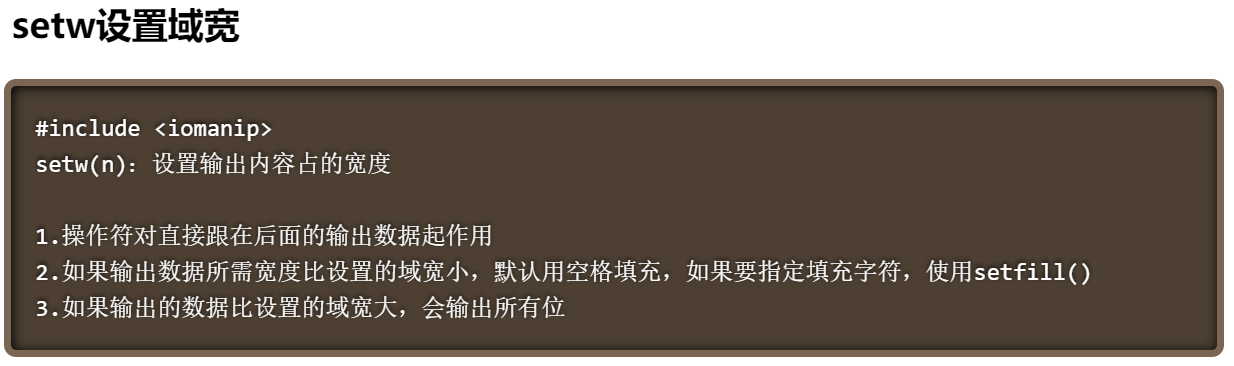 setw设置域宽
#include <iomanip>
setw(n): 设置输出内容占的宽度
1.操作符对直接跟在后面的输出数据起作用
2.如果输出数据所需宽度比设置的域宽小，默认用空格填充，如果要指定填充字符，使用setfill()
3.如果输出的数据比设置的域宽大，会输出所有位